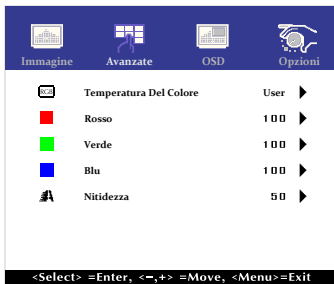 Immagine Avanzate OSD Opzioni
RGB Temperatura Del Colore User
Rosso 100
Verde 100
Blu 100
Nitidezza 50
<Select> =Enter, <−,+> =Move, <Menu>=Exit